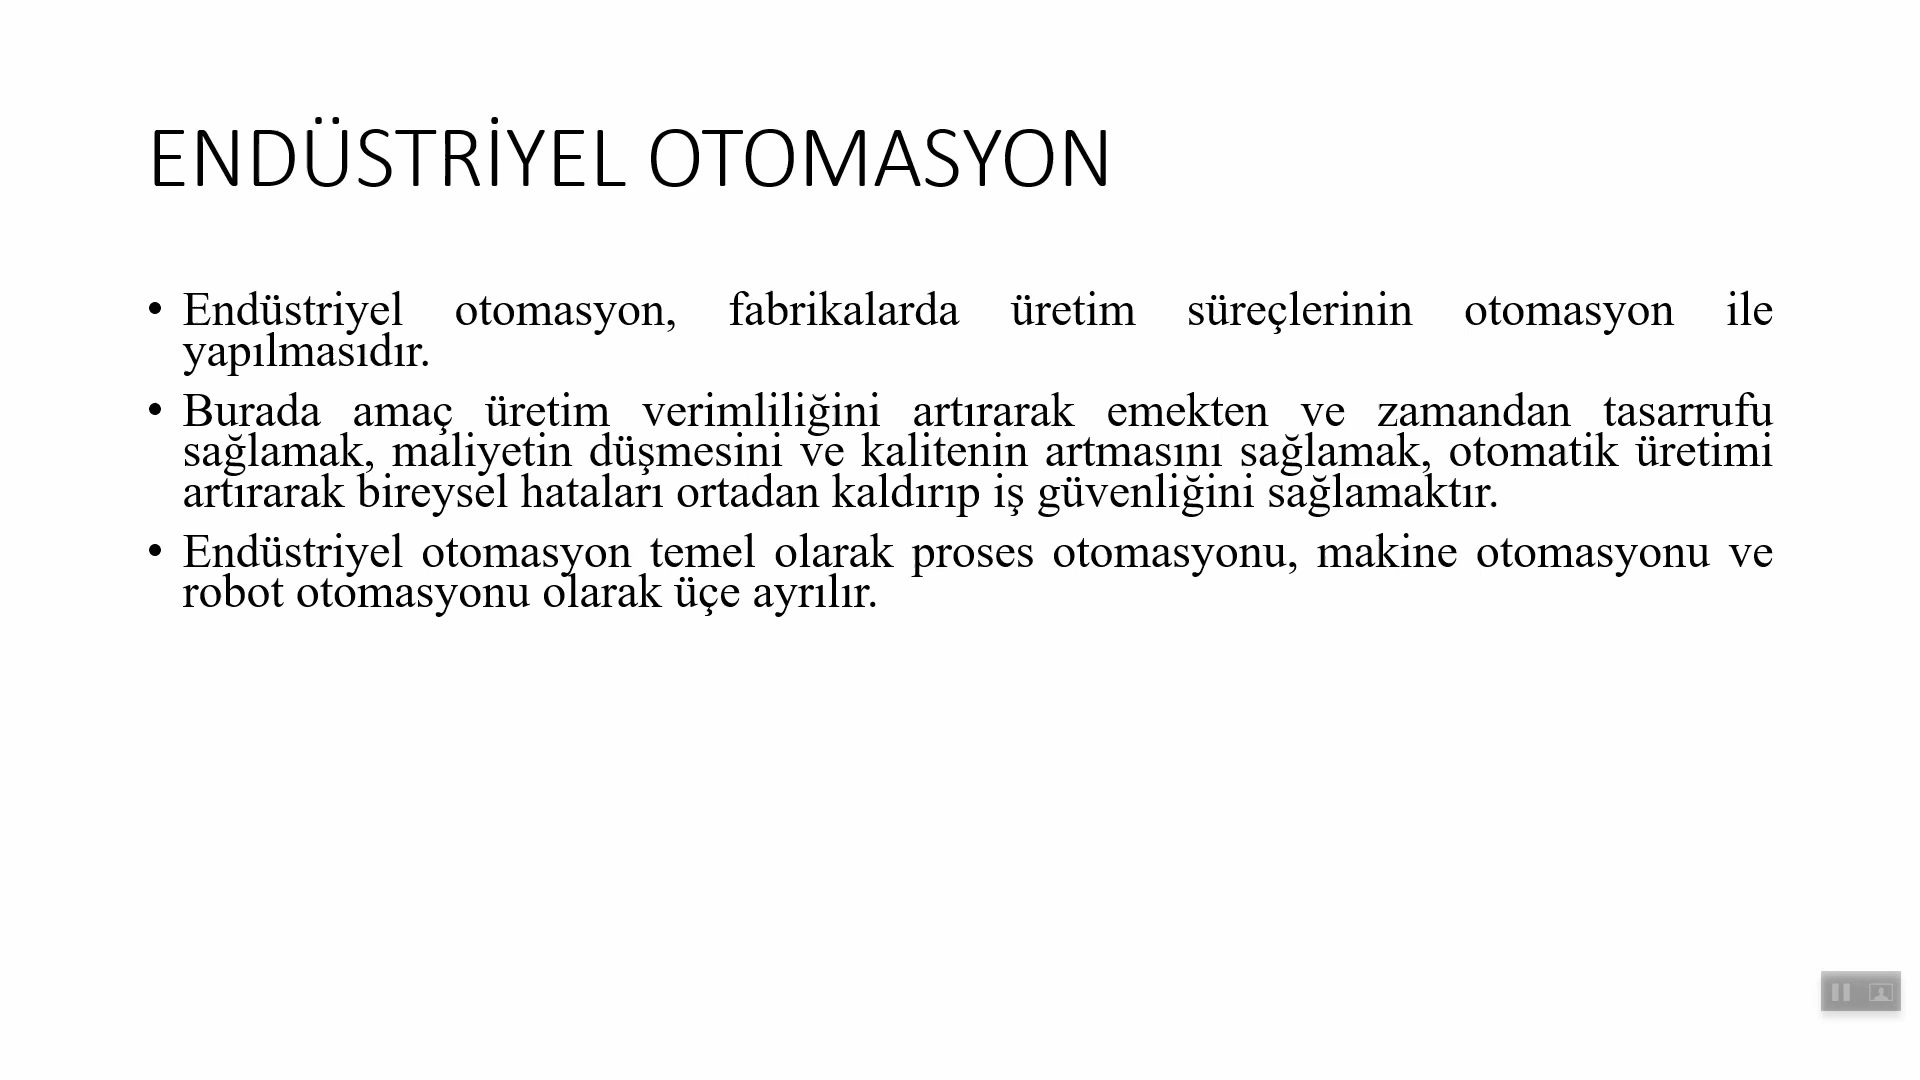 ENDÜSTRİYEL OTOMASYON
• Endüstriyel otomasyon, fabrikalarda üretim süreçlerinin otomasyon ile
yapılmasıdır.
• Burada amaç üretim verimliliğini artırarak emekten ve zamandan tasarrufu
sağlamak, maliyetin düşmesini ve kalitenin artmasını sağlamak, otomatik üretimi
artırarak bireysel hataları ortadan kaldırıp iş güvenliğini sağlamaktır.
• Endüstriyel otomasyon temel olarak proses otomasyonu, makine otomasyonu ve
robot otomasyonu olarak üçe ayrılır.